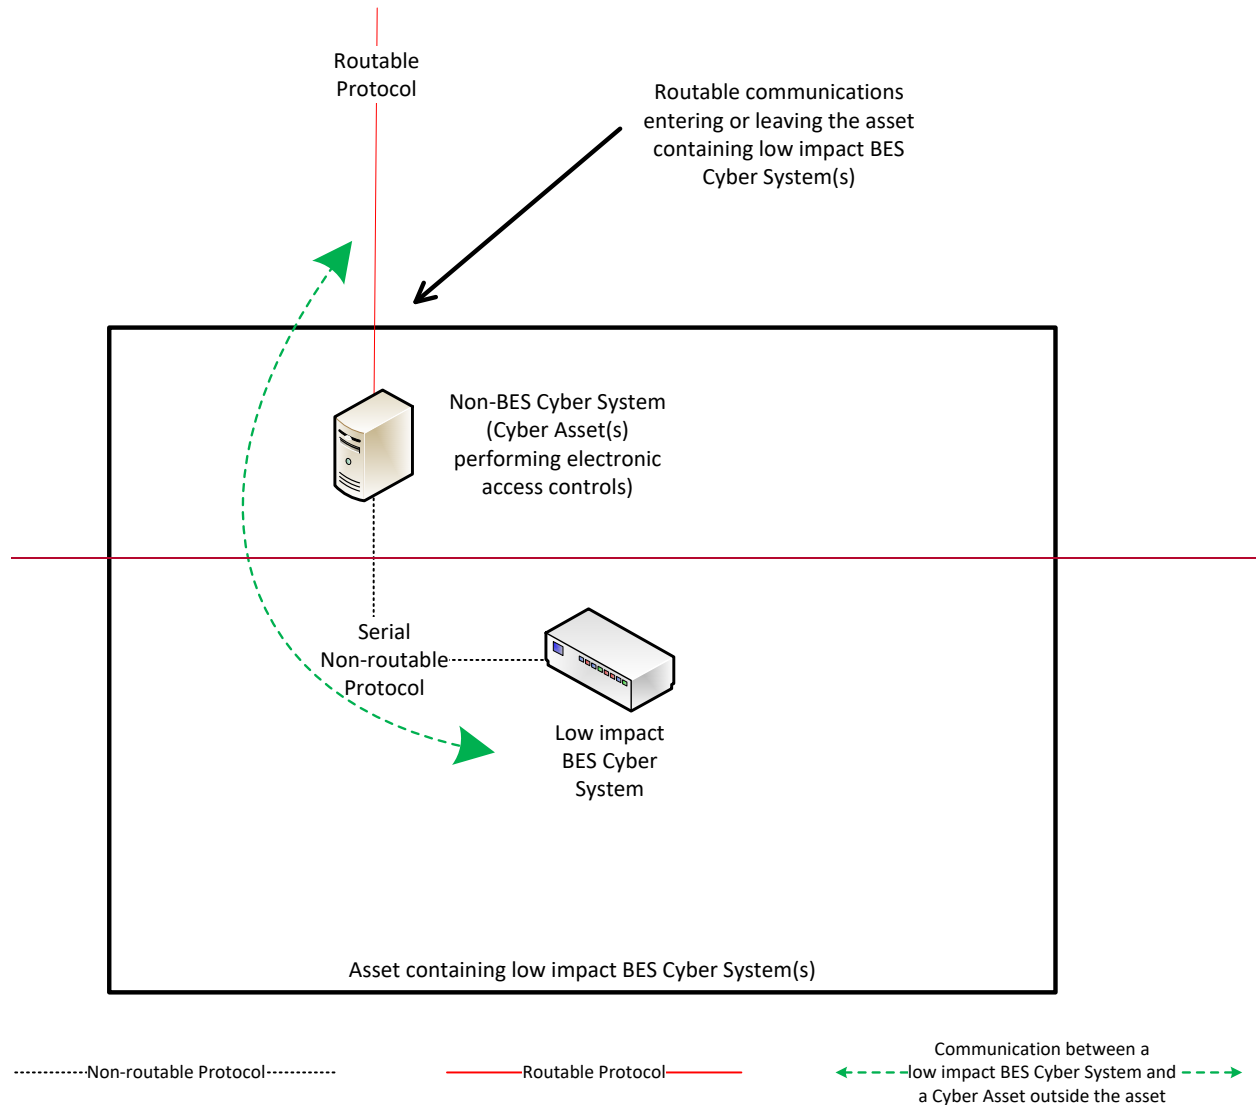 Routable
Protocol
Routable communications
entering or leaving the asset
containing low impact BES
Cyber System(s)
Non-BES Cyber System
(Cyber Asset(s)
performing electronic
access controls)
Serial
Non-routable
Protocol
Low impact
BES Cyber
System
Asset containing low impact BES Cyber System(s)
Non-routable Protocol
Routable Protocol
Communication between a
low impact BES Cyber System and
a Cyber Asset outside the asset